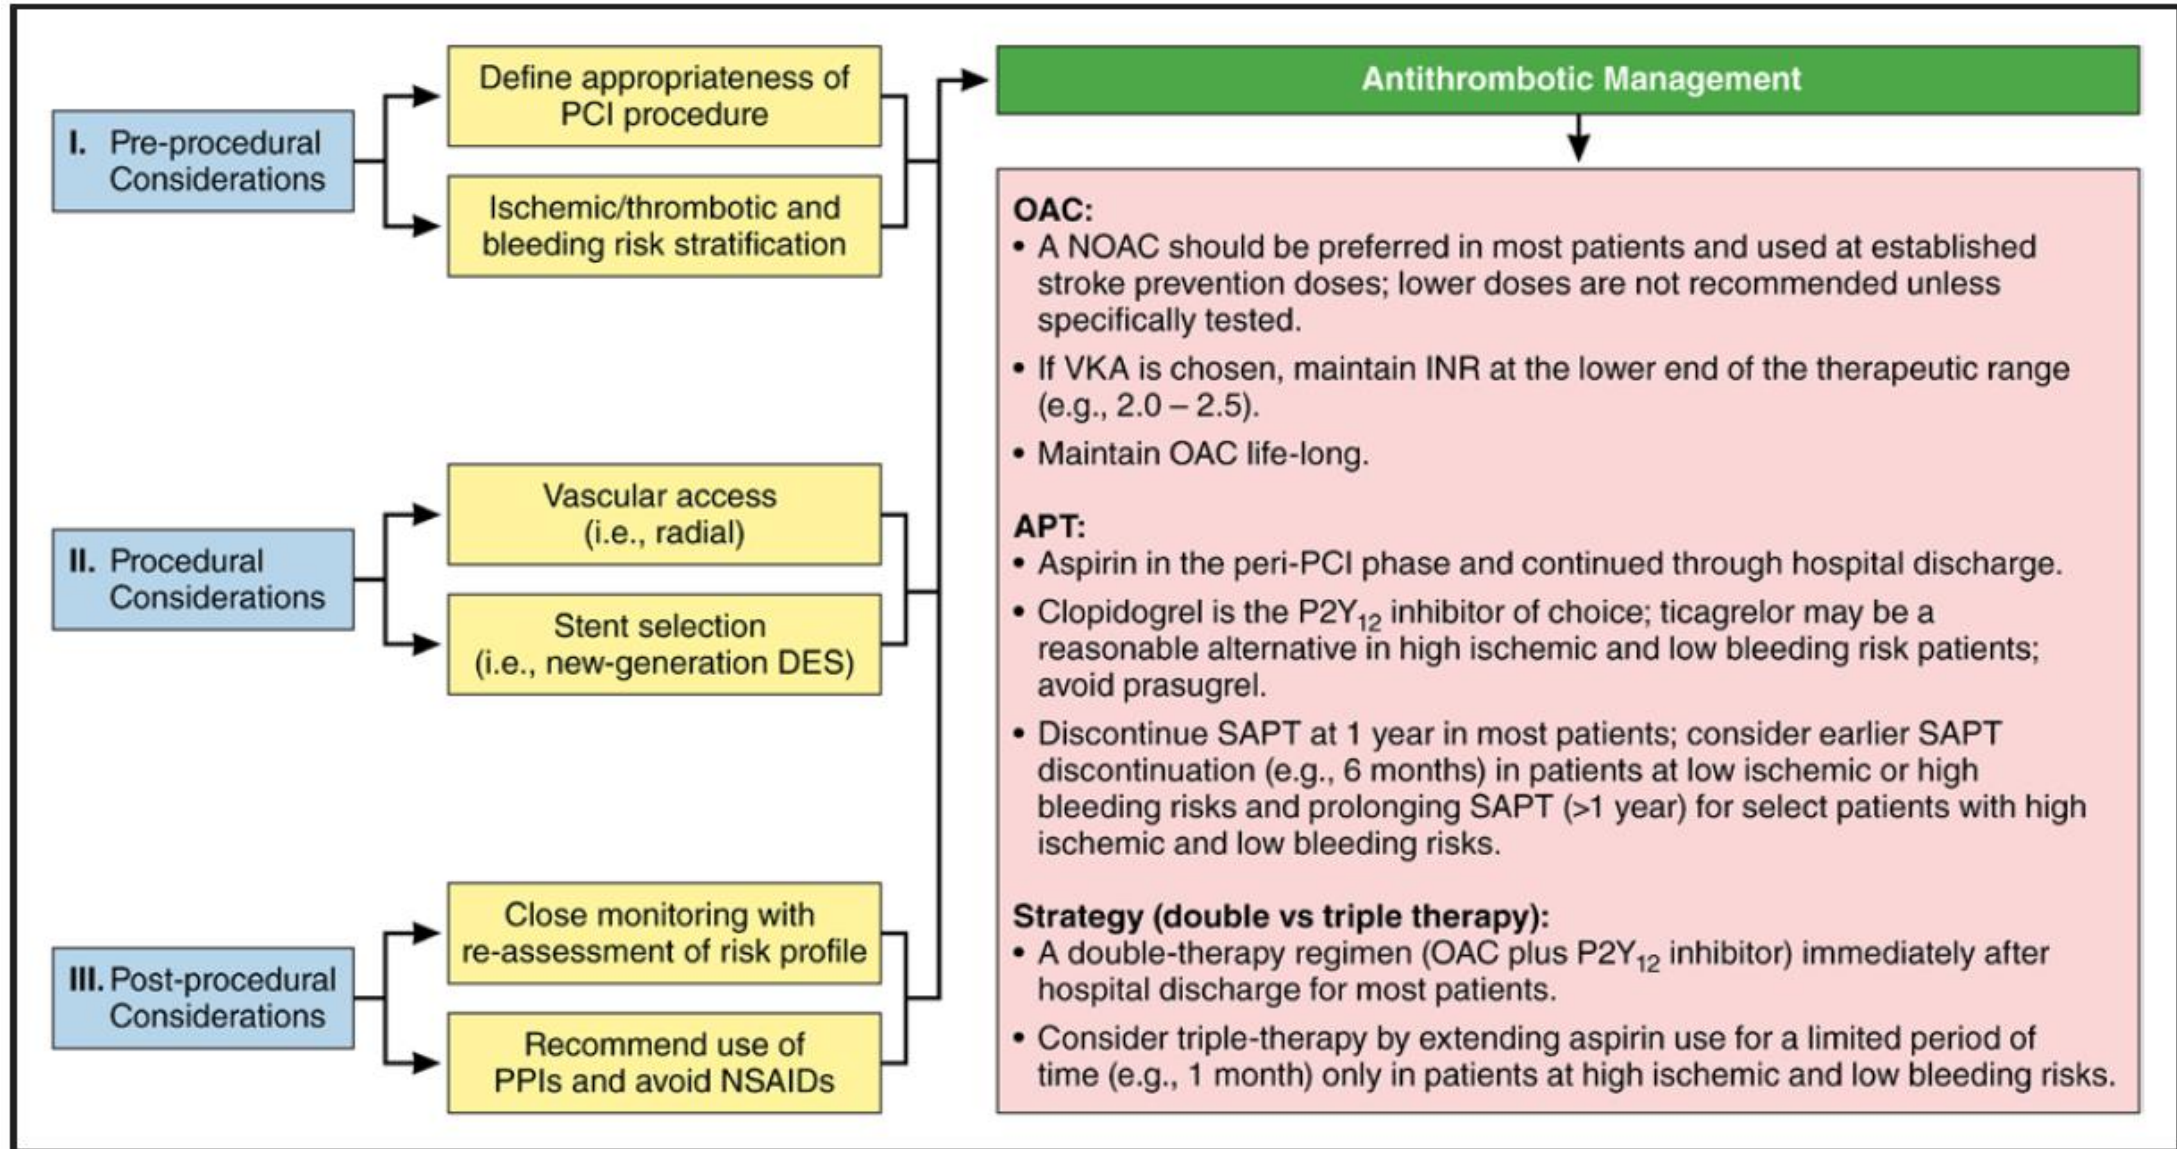 I. Pre-procedural
Considerations
Define appropriateness of
PCI procedure
Ischemic/thrombotic and
bleeding risk stratification
II. Procedural
Considerations
Vascular access
(i.e., radial)
Stent selection
(i.e., new-generation DES)
III. Post-procedural
Considerations
Close monitoring with
re-assessment of risk profile
Recommend use of
PPIs and avoid NSAIDs
Antithrombotic Management
OAC:
• A NOAC should be preferred in most patients and used at established
stroke prevention doses; lower doses are not recommended unless
specifically tested.
• If VKA is chosen, maintain INR at the lower end of the therapeutic range
(e.g., 2.0 – 2.5).
• Maintain OAC life-long.
APT:
• Aspirin in the peri-PCI phase and continued through hospital discharge.
• Clopidogrel is the P2Y₁₂ inhibitor of choice; ticagrelor may be a
reasonable alternative in high ischemic and low bleeding risk patients;
avoid prasugrel.
• Discontinue SAPT at 1 year in most patients; consider earlier SAPT
discontinuation (e.g., 6 months) in patients at low ischemic or high
bleeding risks and prolonging SAPT (>1 year) for select patients with high
ischemic and low bleeding risks.
Strategy (double vs triple therapy):
• A double-therapy regimen (OAC plus P2Y₁₂ inhibitor) immediately after
hospital discharge for most patients.
• Consider triple-therapy by extending aspirin use for a limited period of
time (e.g., 1 month) only in patients at high ischemic and low bleeding risks.